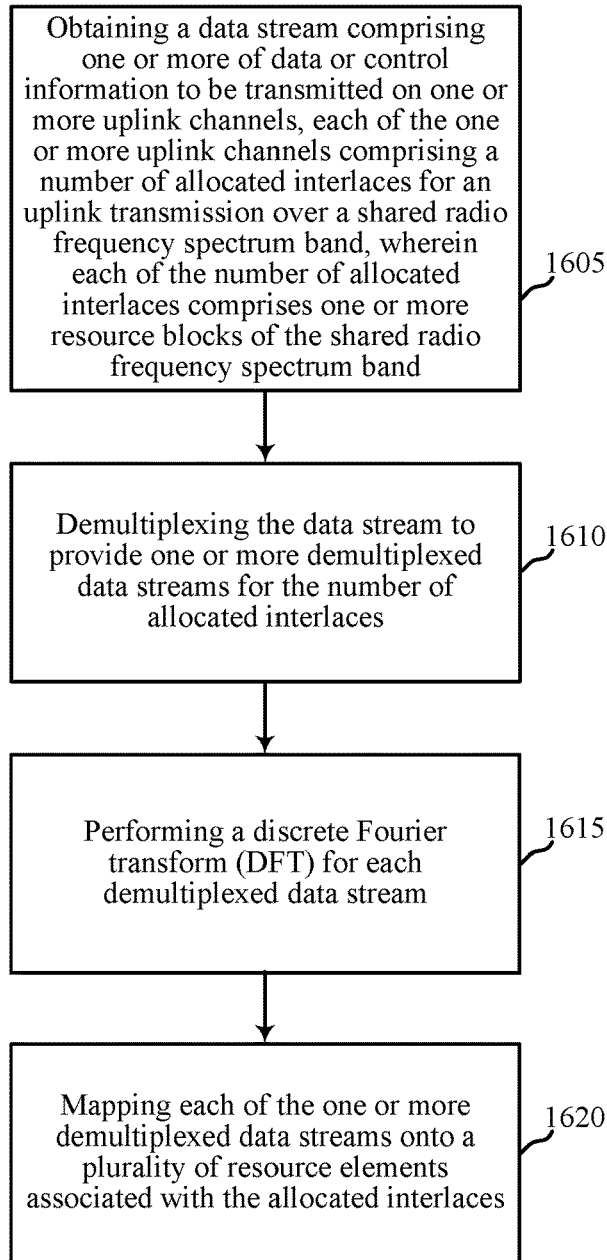 Obtaining a data stream comprising
one or more of data or control
information to be transmitted on one or
more uplink channels, each of the one
or more uplink channels comprising a
number of allocated interlaces for an
uplink transmission over a shared radio
frequency spectrum band, wherein
each of the number of allocated
interlaces comprises one or more
resource blocks of the shared radio
frequency spectrum band
1605
Demultiplexing the data stream to
provide one or more demultiplexed
data streams for the number of
allocated interlaces
1610
Performing a discrete Fourier
transform (DFT) for each
demultiplexed data stream
1615
Mapping each of the one or more
demultiplexed data streams onto a
plurality of resource elements
associated with the allocated interlaces
1620